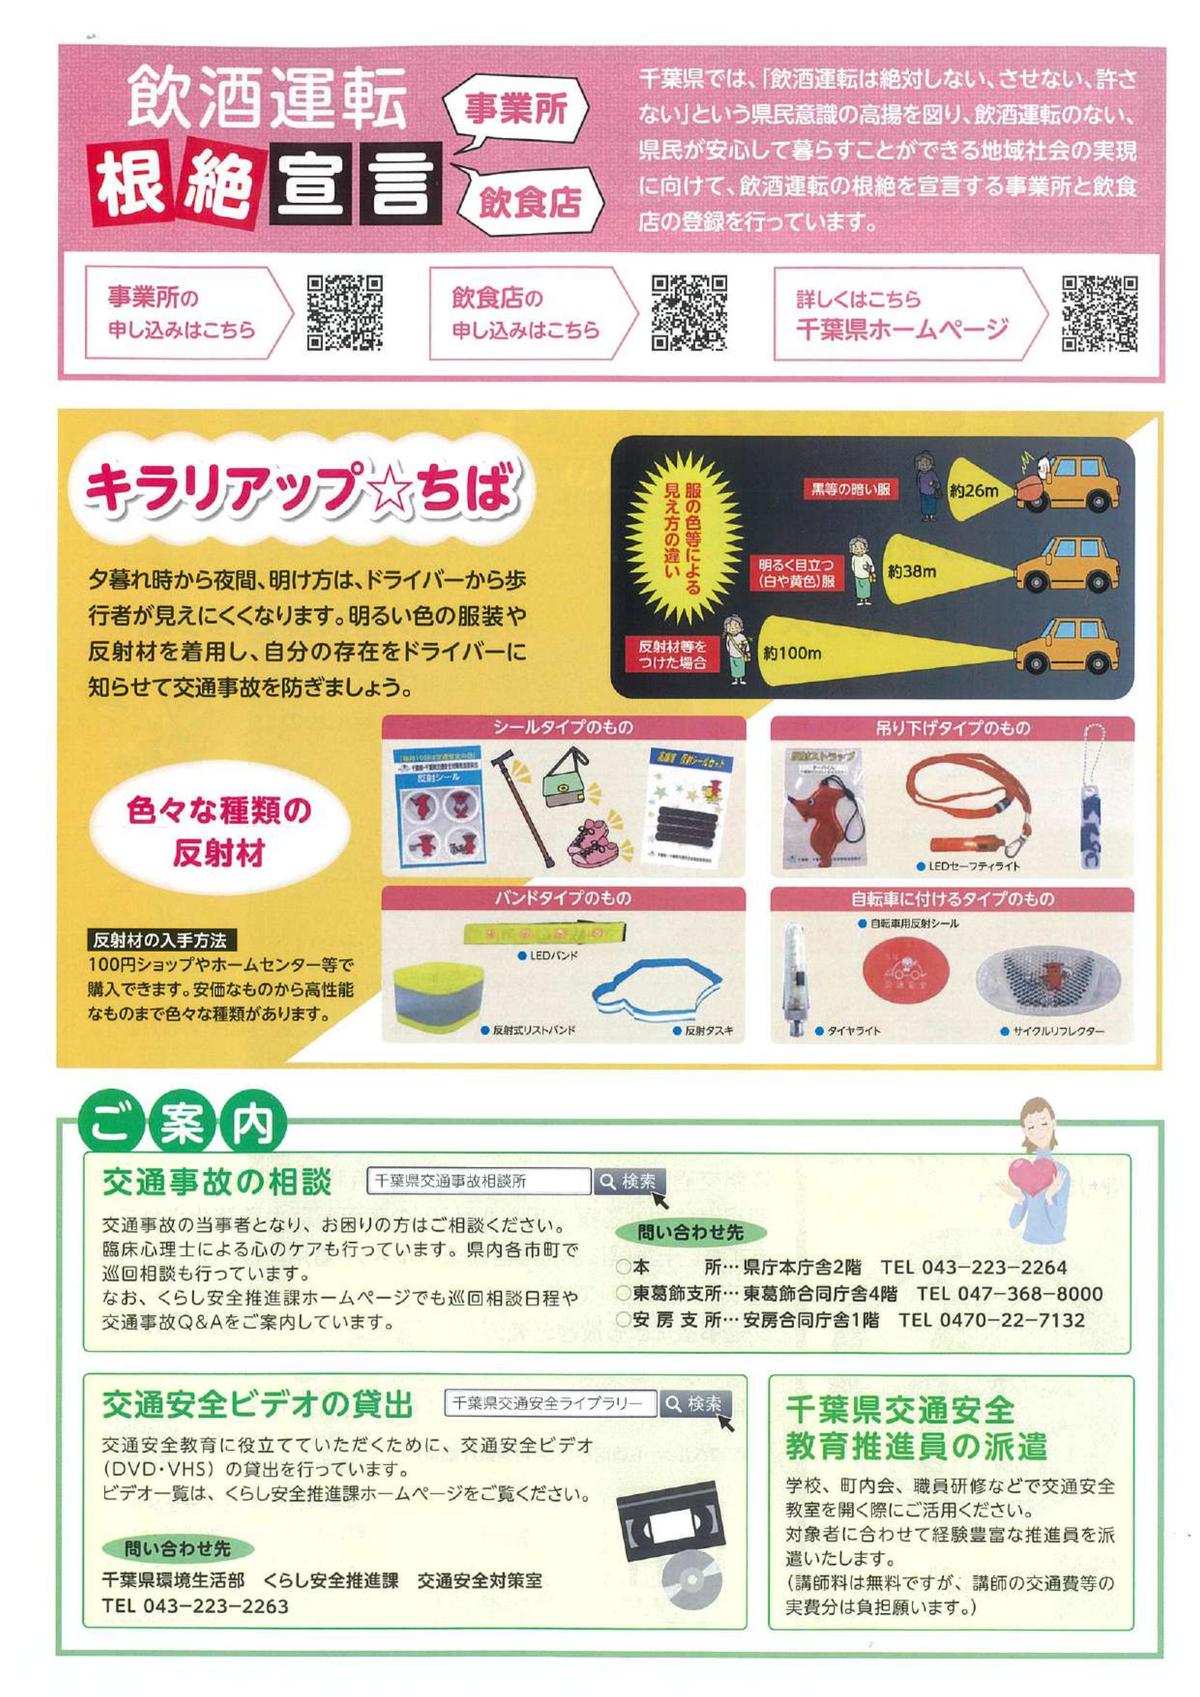 飲酒運転
根絶宣言
事業所
飲食店
千葉県では、「飲酒運転は絶対しない、させない、許さ
ない」という県民意識の高揚を図り、飲酒運転のない、
県民が安心して暮らすことができる地域社会の実現
に向けて、飲酒運転の根絶を宣言する事業所と飲食
店の登録を行っています。
事業所の
申し込みはこちら
飲食店の
申し込みはこちら
詳しくはこちら
千葉県ホームページ
キラリアップ☆ちば
夕暮れ時から夜間、明け方は、ドライバーから歩
行者が見えにくくなります。明るい色の服装や
反射材を着用し、自分の存在をドライバーに
知らせて交通事故を防ぎましょう。
服の色等による
見え方の違い
黒等の暗い服
約26m
明るく目立つ
(白や黄色)服
約38m
反射材等を
つけた場合
約100m
色々な種類の
反射材
反射材の入手方法
100円ショップやホームセンター等で
購入できます。安価なものから高性能
なものまで色々な種類があります。
シールタイプのもの
反射シール
高輝度 反射シールセット
吊り下げタイプのもの
反射ストラップ
●LEDセーフティライト
バンドタイプのもの
●LEDバンド
●反射式リストバンド
●反射タスキ
自転車に付けるタイプのもの
●自転車用反射シール
交通安全
●タイヤライト
●サイクルリフレクター
ご案内
交通事故の相談
千葉県交通事故相談所
検索
交通事故の当事者となり、お困りの方はご相談ください。
臨床心理士による心のケアも行っています。県内各市町で
巡回相談も行っています。
なお、くらし安全推進課ホームページでも巡回相談日程や
交通事故Q&Aをご案内しています。
問い合わせ先
○本　　所…県庁本庁舎2階　TEL 043−223−2264
○東葛飾支所…東葛飾合同庁舎4階　TEL 047−368−8000
○安房支所…安房合同庁舎1階　TEL 0470−22−7132
交通安全ビデオの貸出
千葉県交通安全ライブラリー
検索
交通安全教育に役立てていただくために、交通安全ビデオ
（DVD・VHS）の貸出を行っています。
ビデオ一覧は、くらし安全推進課ホームページをご覧ください。
問い合わせ先
千葉県環境生活部　くらし安全推進課　交通安全対策室
TEL 043−223−2263
千葉県交通安全
教育推進員の派遣
学校、町内会、職員研修などで交通安全
教室を開く際にご活用ください。
対象者に合わせて経験豊富な推進員を派
遣いたします。
(講師料は無料ですが、講師の交通費等の
実費分は負担願います。)